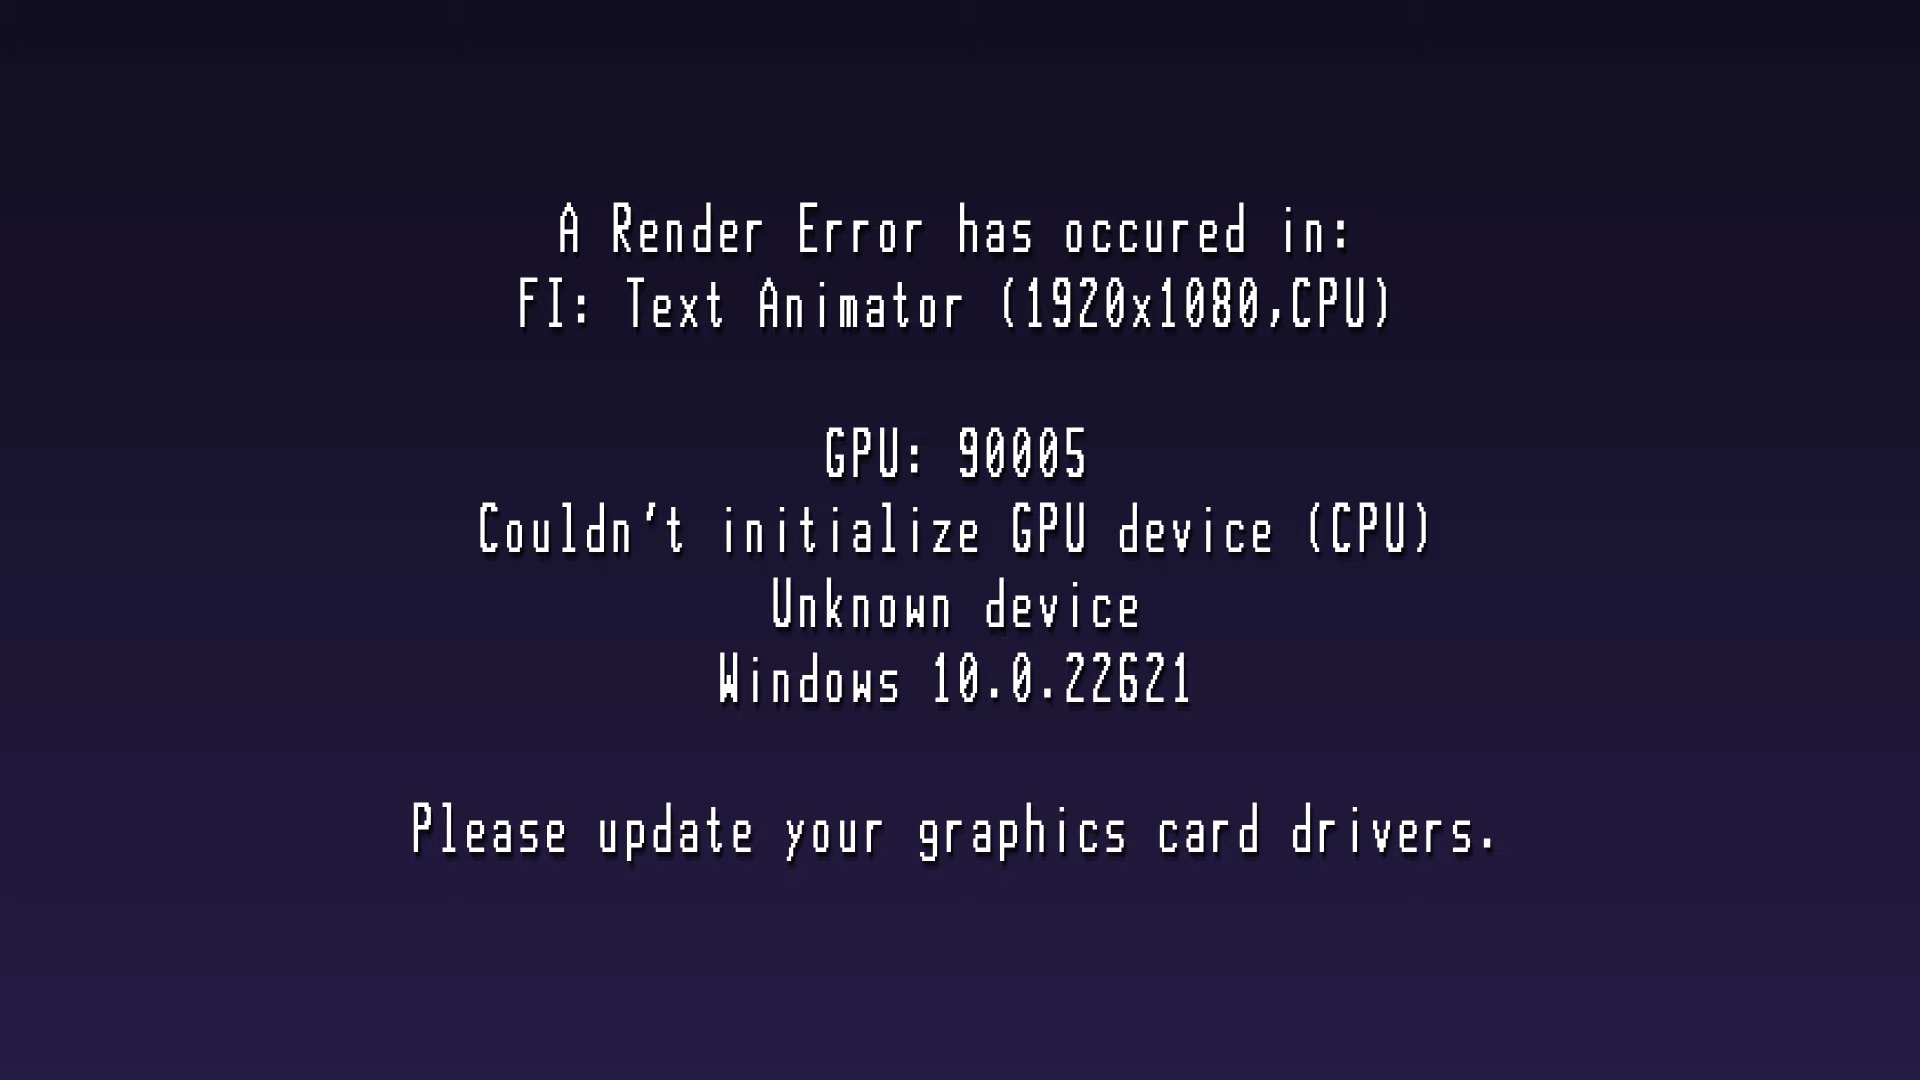 A Render Error has occured in:
FI: Text Animator (1920x1080,CPU)
GPU: 90005
Couldn't initialize GPU device (CPU)
Unknown device
Windows 10.0.22621
Please update your graphics card drivers.